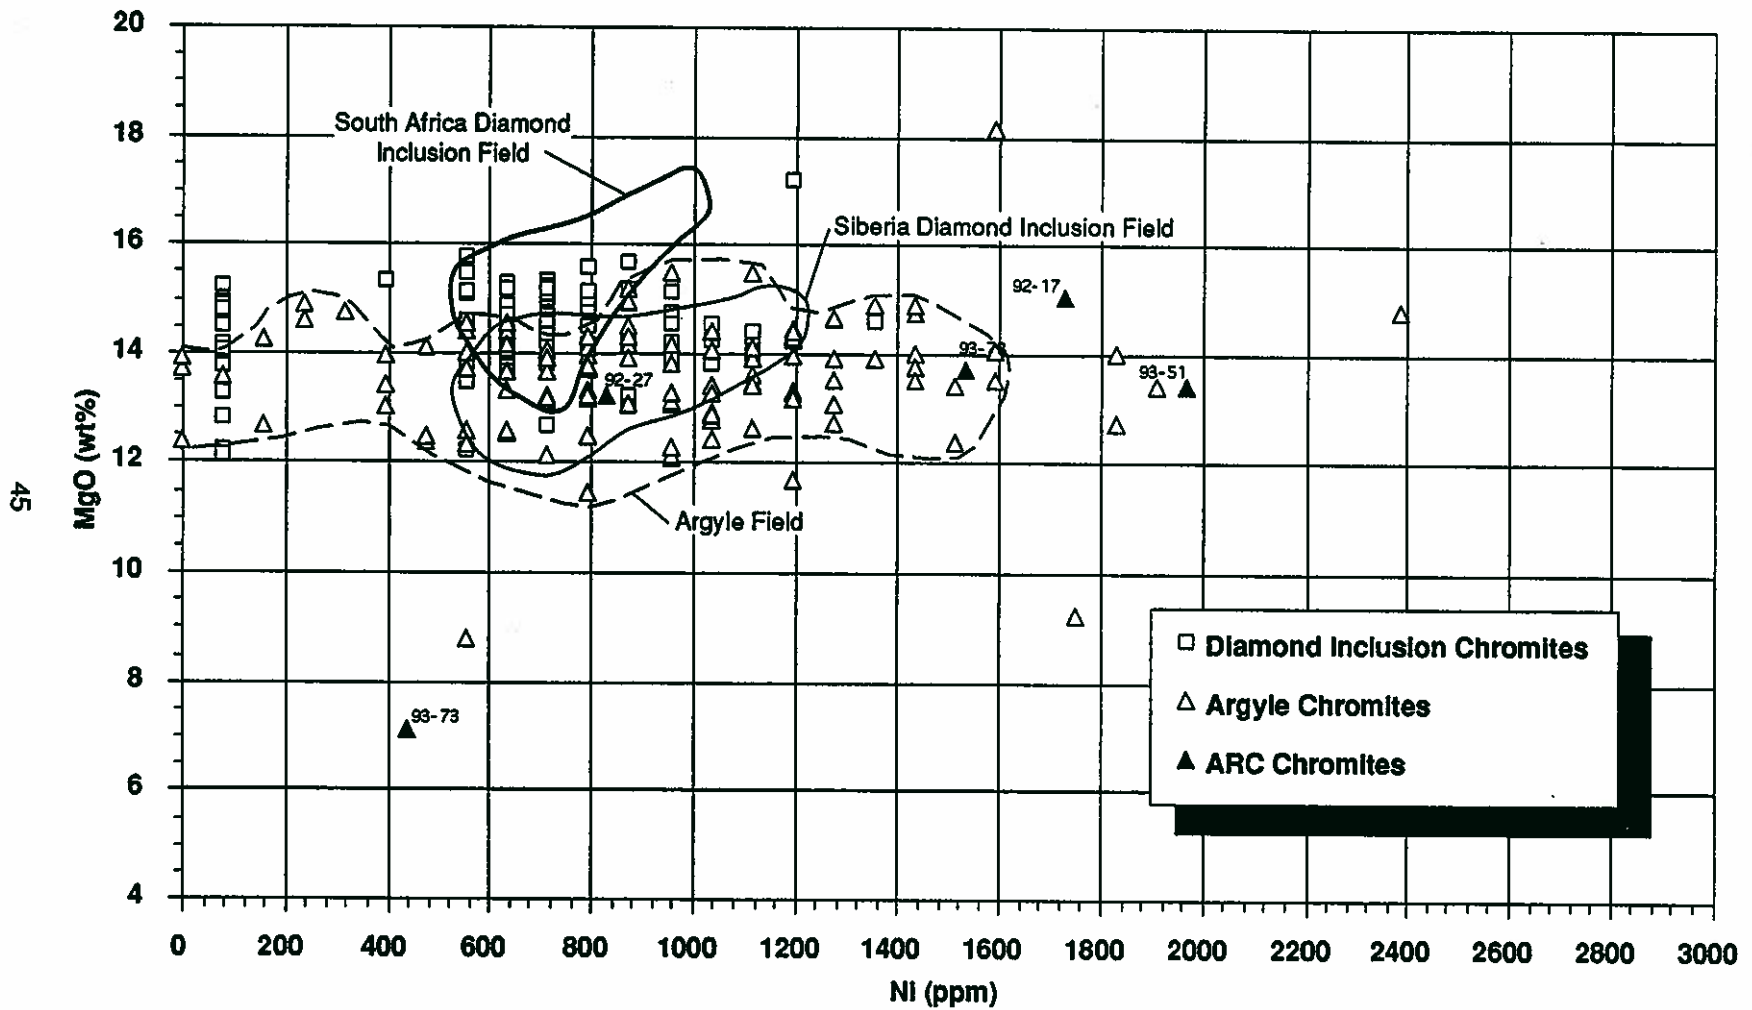 20
18
16
14
12
10
8
6
4
MgO (wt%)
45
South Africa Diamond
Inclusion Field
Siberia Diamond Inclusion Field
92-17
93-51
92-27
Argyle Field
93-73
Diamond Inclusion Chromites
Argyle Chromites
ARC Chromites
0 200 400 600 800 1000 1200 1400 1600 1800 2000 2200 2400 2600 2800 3000
Ni (ppm)